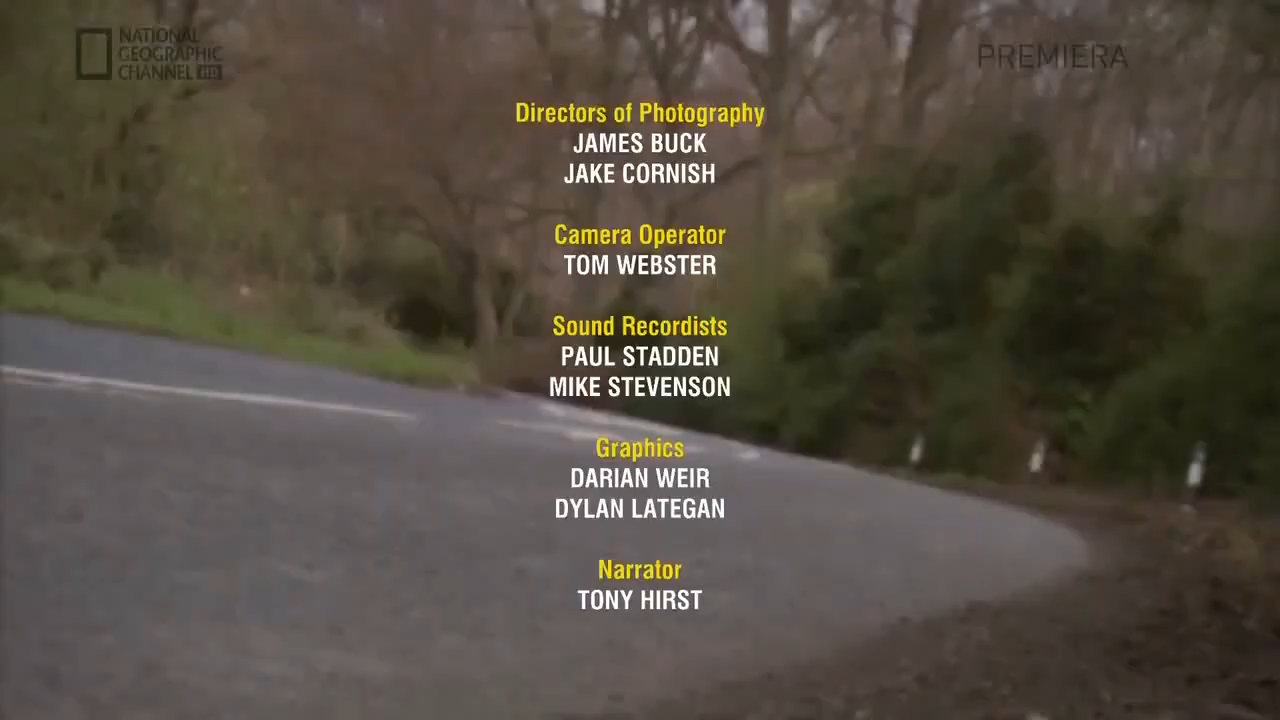 NATIONAL
GEOGRAPHIC
CHANNEL HD
PREMIERA
Directors of Photography
JAMES BUCK
JAKE CORNISH
Camera Operator
TOM WEBSTER
Sound Recordists
PAUL STADDEN
MIKE STEVENSON
Graphics
DARIAN WEIR
DYLAN LATEGAN
Narrator
TONY HIRST